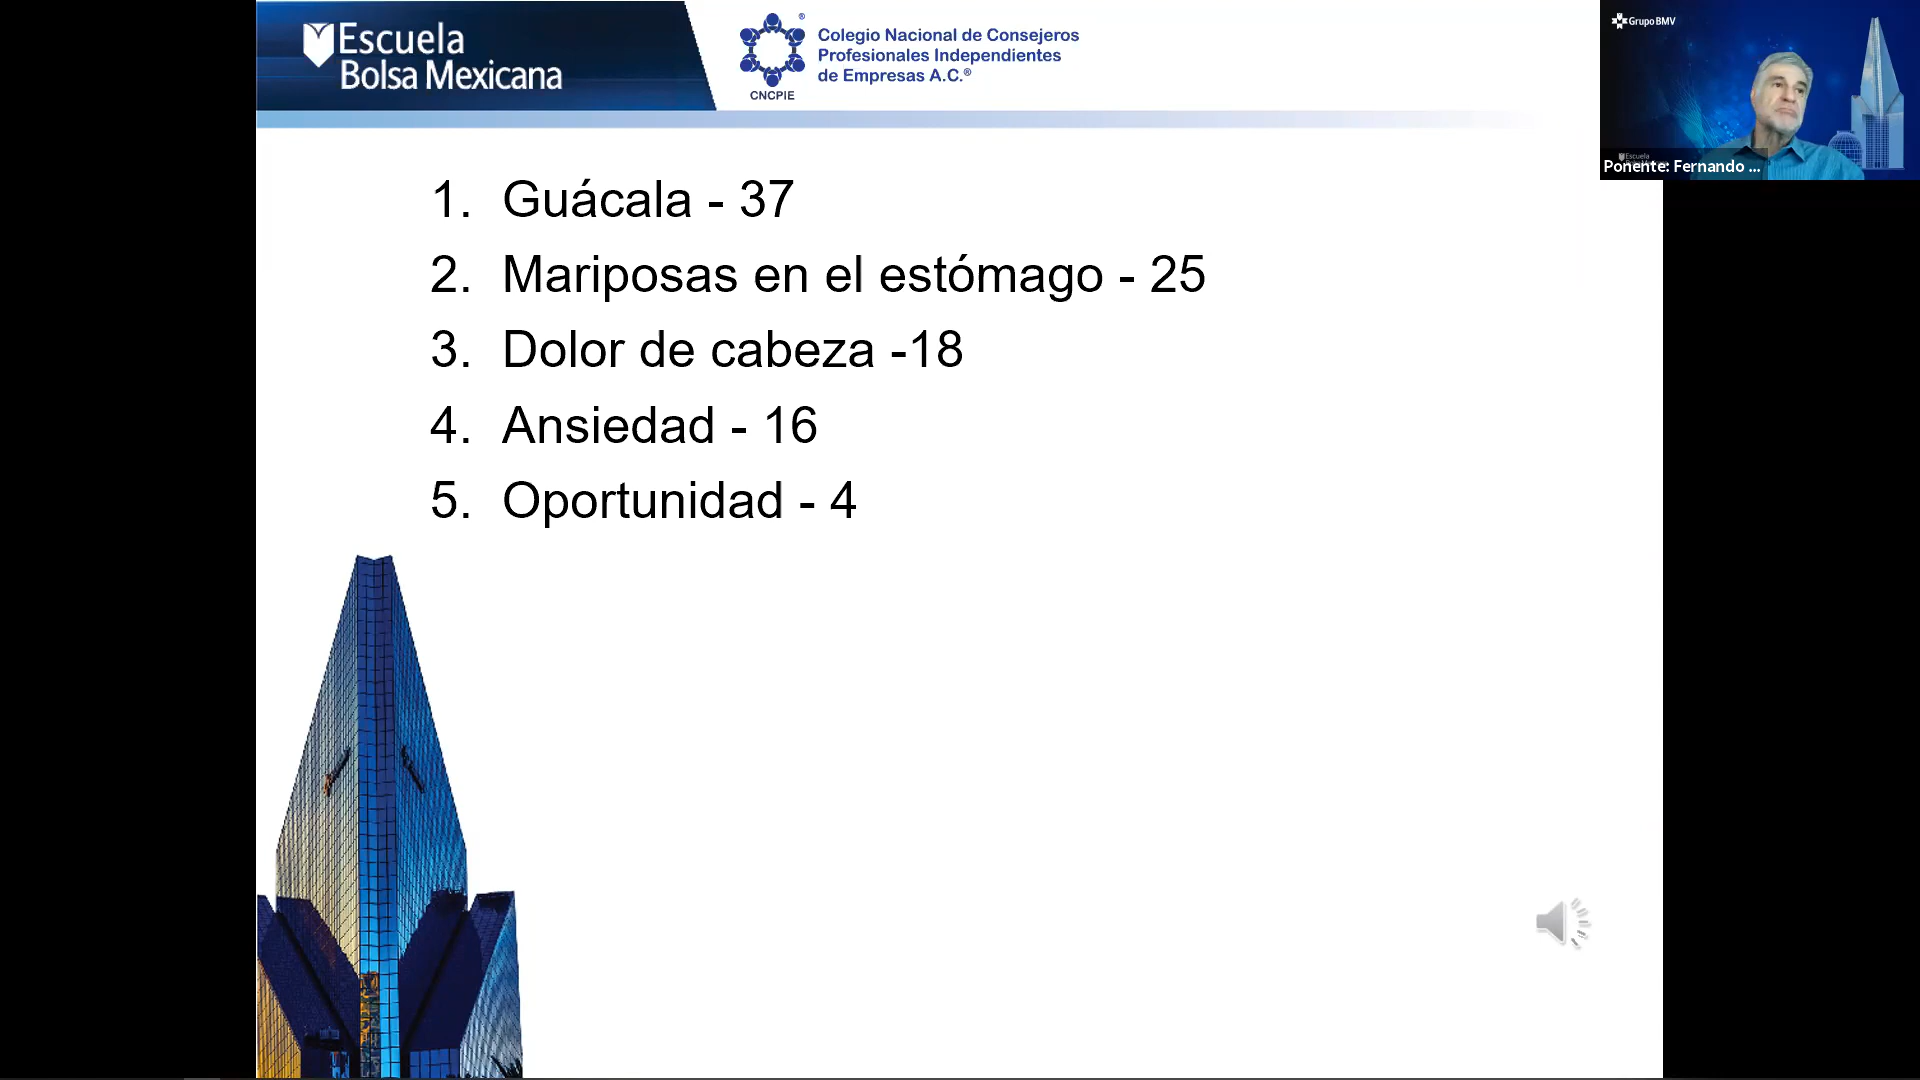 Escuela
Bolsa Mexicana
Colegio Nacional de Consejeros
Profesionales Independientes
de Empresas A.C.®
CNCPIE
Grupo BMV
Escuela
Ponente: Fernando ...
1. Guácala - 37
2. Mariposas en el estómago - 25
3. Dolor de cabeza -18
4. Ansiedad - 16
5. Oportunidad - 4